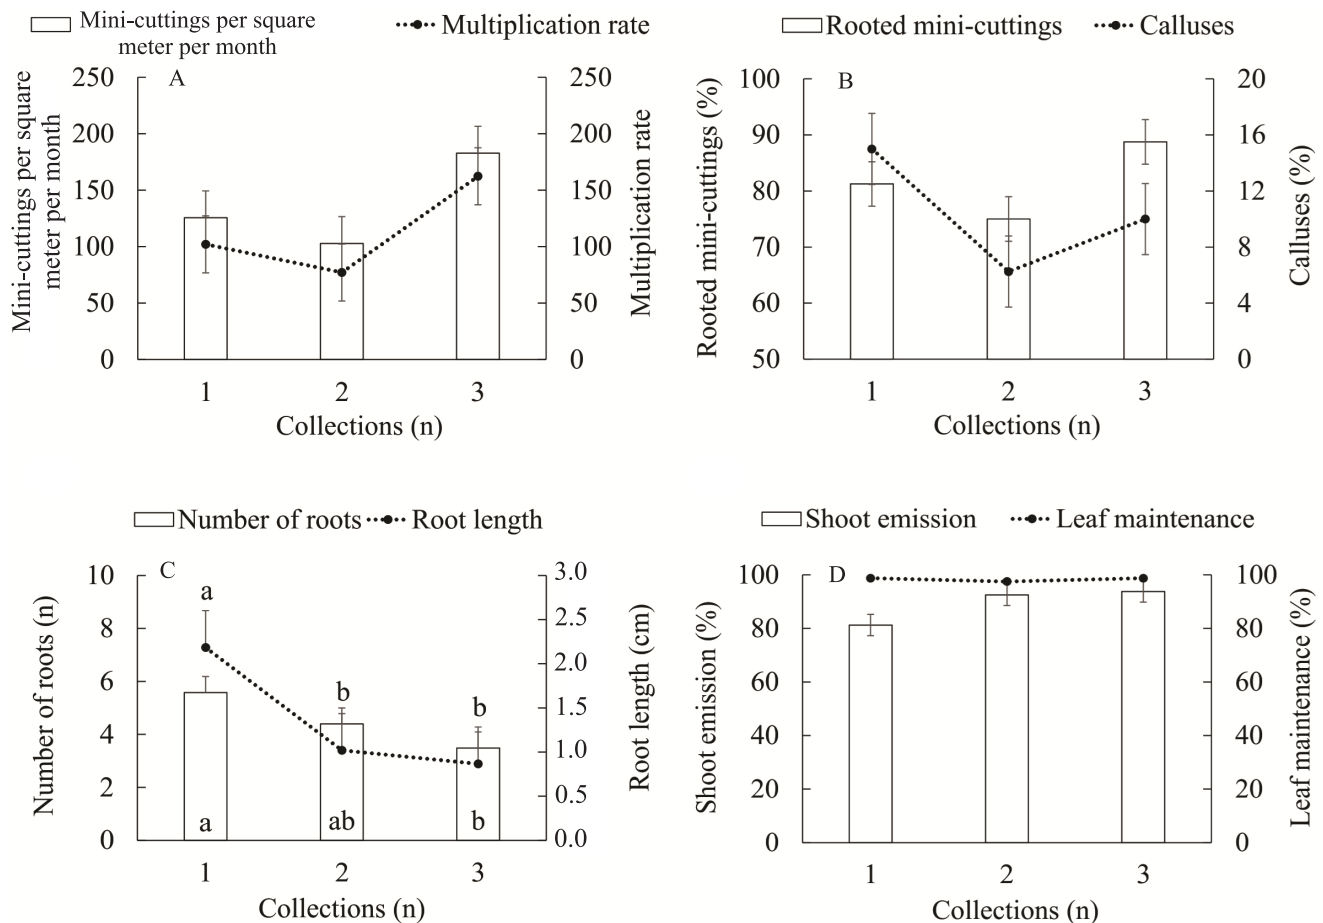 Mini-cuttings per square
meter per month
Multiplication rate
A
Mini-cuttings per square
meter per month
250
200
150
100
50
0
250
200
150
100
50
0
Multiplication rate
1 2 3
Collections (n)
Rooted mini-cuttings
Calluses
B
Rooted mini-cuttings (%)
100
90
80
70
60
50
20
16
12
8
4
0
Calluses (%)
1 2 3
Collections (n)
Number of roots
Root length
C
Number of roots (n)
10
8
6
4
2
0
3.0
2.5
2.0
1.5
1.0
0.5
0.0
Root length (cm)
a
b
b
a
ab
b
1 2 3
Collections (n)
Shoot emission
Leaf maintenance
D
Shoot emission (%)
100
80
60
40
20
0
100
80
60
40
20
0
Leaf maintenance (%)
1 2 3
Collections (n)